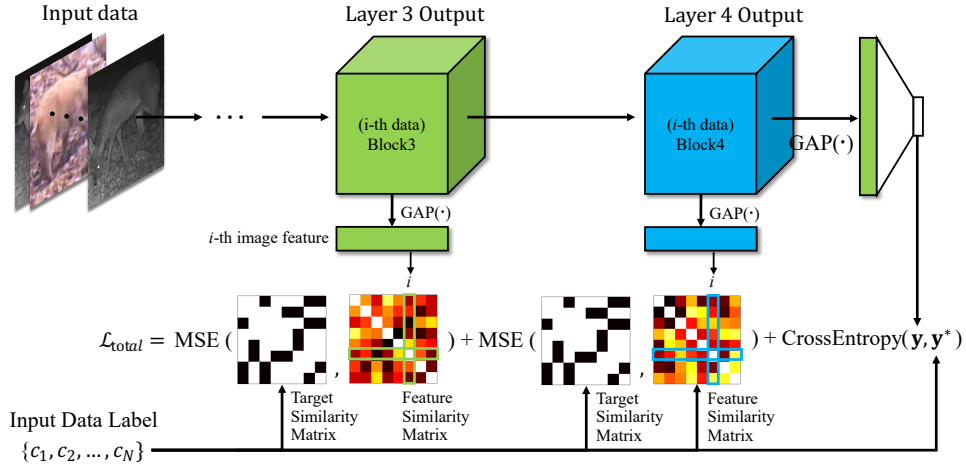 Input data
Layer 3 Output
Layer 4 Output
• • •
(i-th data)
Block3
(i-th data)
Block4
GAP(·)
GAP(·)
GAP(·)
i-th image feature
i
i
ℒ_total = MSE ( , ) + MSE ( , ) + CrossEntropy(y, y*)
Target
Similarity
Matrix
Feature
Similarity
Matrix
Target
Similarity
Matrix
Feature
Similarity
Matrix
Input Data Label
{c₁, c₂, ... , c_N}